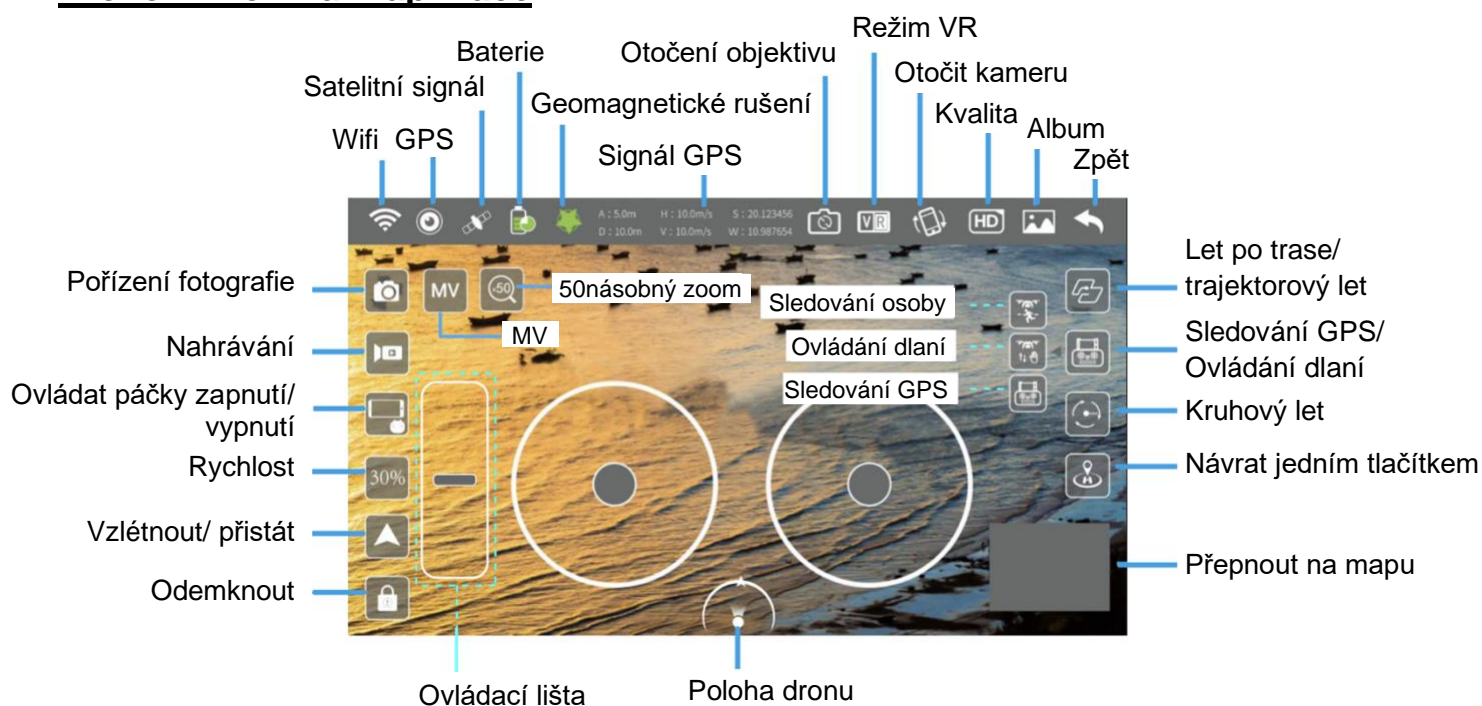 Režim VR
Baterie
Otočení objektivu
Otočit kameru
Satelitní signál
Geomagnetické rušení
Kvalita
Album
Wifi
GPS
Signál GPS
Zpět
A : 5.0m
H : 10.0m/s
S : 20.123456
D : 10.0m
V : 10.0m/s
W : 10.987654
VR
HD
Pořízení fotografie
MV
x50
50násobný zoom
MV
Nahrávání
Ovládat páčky zapnutí/
vypnutí
Rychlost
30%
Vzlétnout/ přistát
Odemknout
Sledování osoby
Ovládání dlaní
Sledování GPS
Let po trase/
trajektorový let
Sledování GPS/
Ovládání dlaní
Kruhový let
Návrat jedním tlačítkem
H
Přepnout na mapu
Ovládací lišta
Poloha dronu